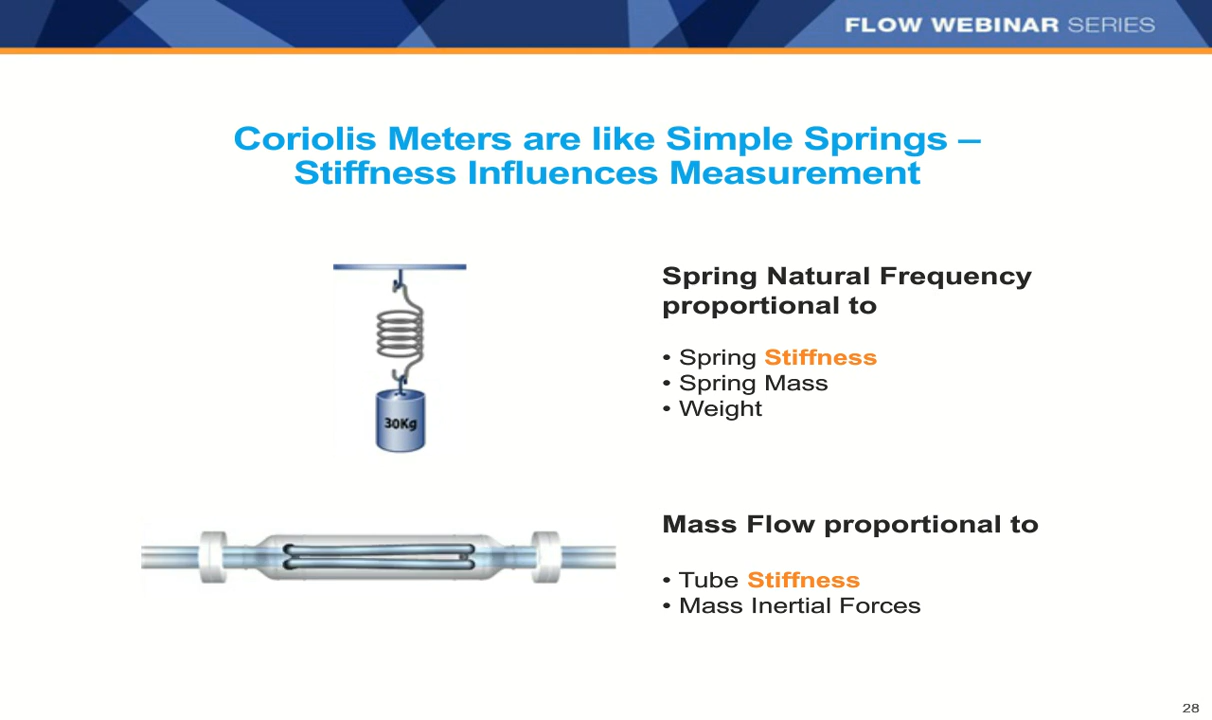 FLOW WEBINAR SERIES
Coriolis Meters are like Simple Springs –
Stiffness Influences Measurement
Spring Natural Frequency
proportional to
• Spring Stiffness
• Spring Mass
• Weight
30Kg
Mass Flow proportional to
• Tube Stiffness
• Mass Inertial Forces
28